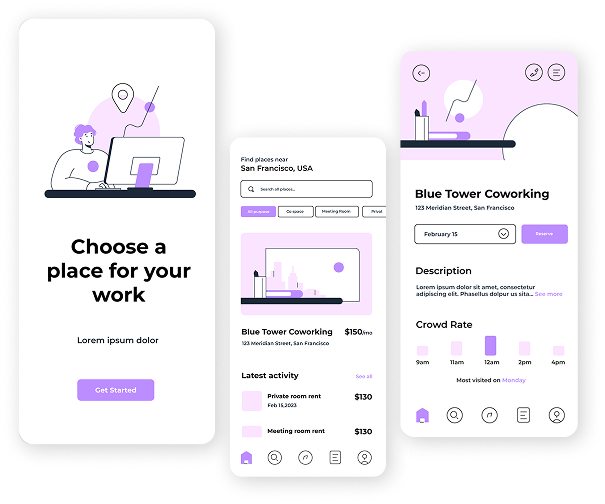 Choose a
place for your
work
Lorem ipsum dolor
Get Started
Find places near
San Francisco, USA
Search all places...
All purpose
Co space
Meeting Room
Privat
Blue Tower Coworking
$150/mo
123 Meridian Street, San Francisco
Latest activity
See all
Private room rent
$130
Feb 15,2023
Meeting room rent
$130
Blue Tower Coworking
123 Meridian Street, San Francisco
February 15
Reserve
Description
Lorem ipsum dolor sit amet, consectetur
adipiscing elit. Phasellus dolpur us sita... See more
Crowd Rate
9am
11am
12am
2pm
4pm
Most visited on Monday